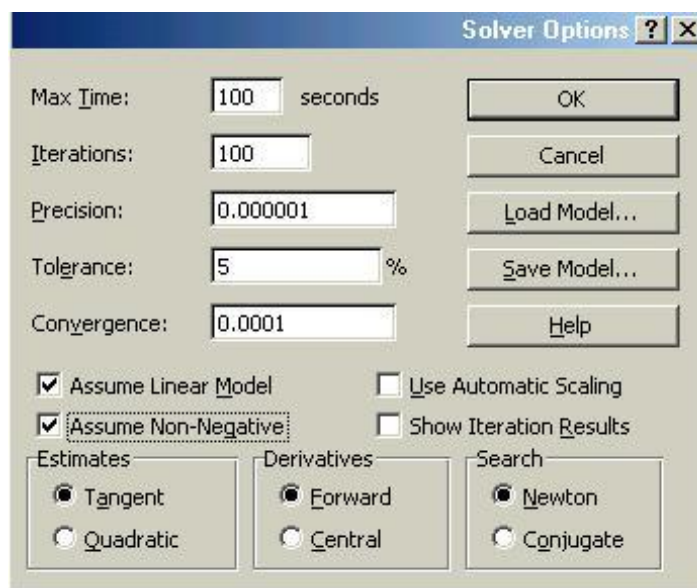 Solver Options
Max Time: 100 seconds
OK
Iterations: 100
Cancel
Precision: 0.000001
Load Model...
Tolerance: 5 %
Save Model...
Convergence: 0.0001
Help
Assume Linear Model
Use Automatic Scaling
Assume Non-Negative
Show Iteration Results
Estimates
Derivatives
Search
Tangent
Forward
Newton
Quadratic
Central
Conjugate